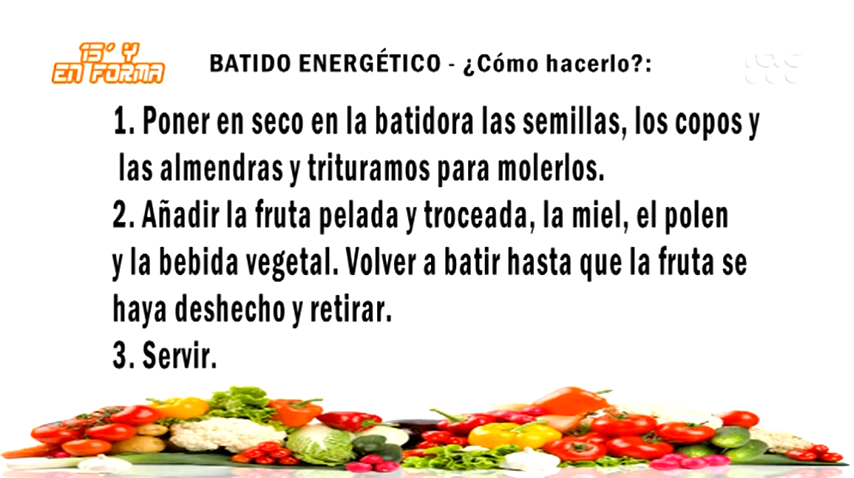 15' Y
EN FORMA
BATIDO ENERGÉTICO - ¿Cómo hacerlo?:
1. Poner en seco en la batidora las semillas, los copos y
las almendras y trituramos para molerlos.
2. Añadir la fruta pelada y troceada, la miel, el polen
y la bebida vegetal. Volver a batir hasta que la fruta se
haya deshecho y retirar.
3. Servir.